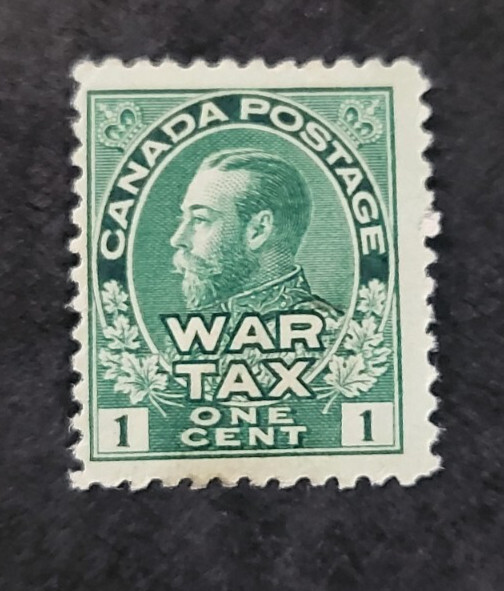 CANADA POSTAGE
WAR
TAX
ONE
CENT
1 1